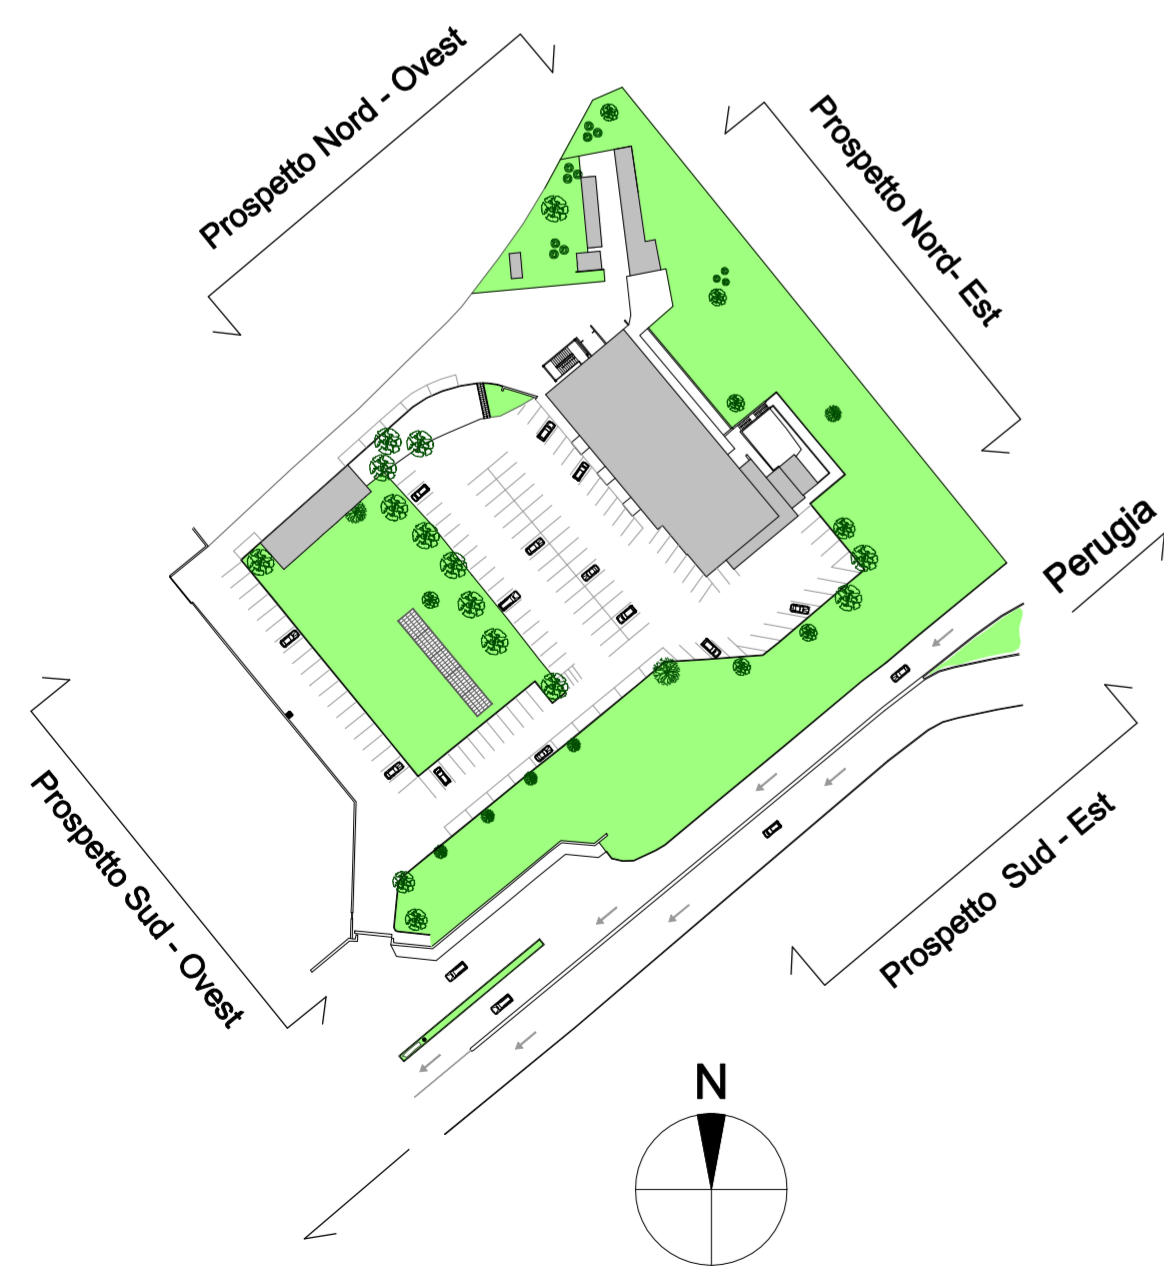 Prospetto Nord - Ovest
Prospetto Nord- Est
Perugia
Prospetto Sud - Ovest
Prospetto Sud - Est
N